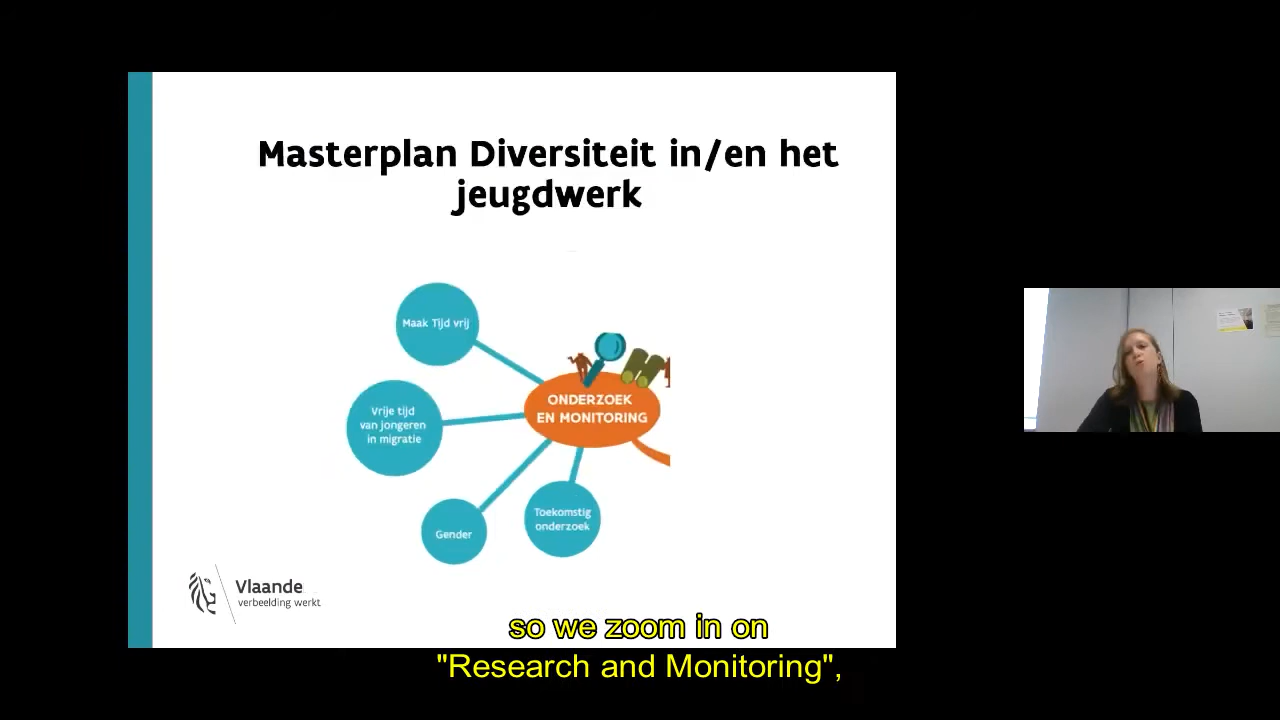 Masterplan Diversiteit in/en het
jeugdwerk
Maak Tijd vrij
ONDERZOEK
EN MONITORING
Vrije tijd
van jongeren
in migratie
Gender
Toekomstig
onderzoek
Vlaande
verbeelding werkt
so we zoom in on
"Research and Monitoring",